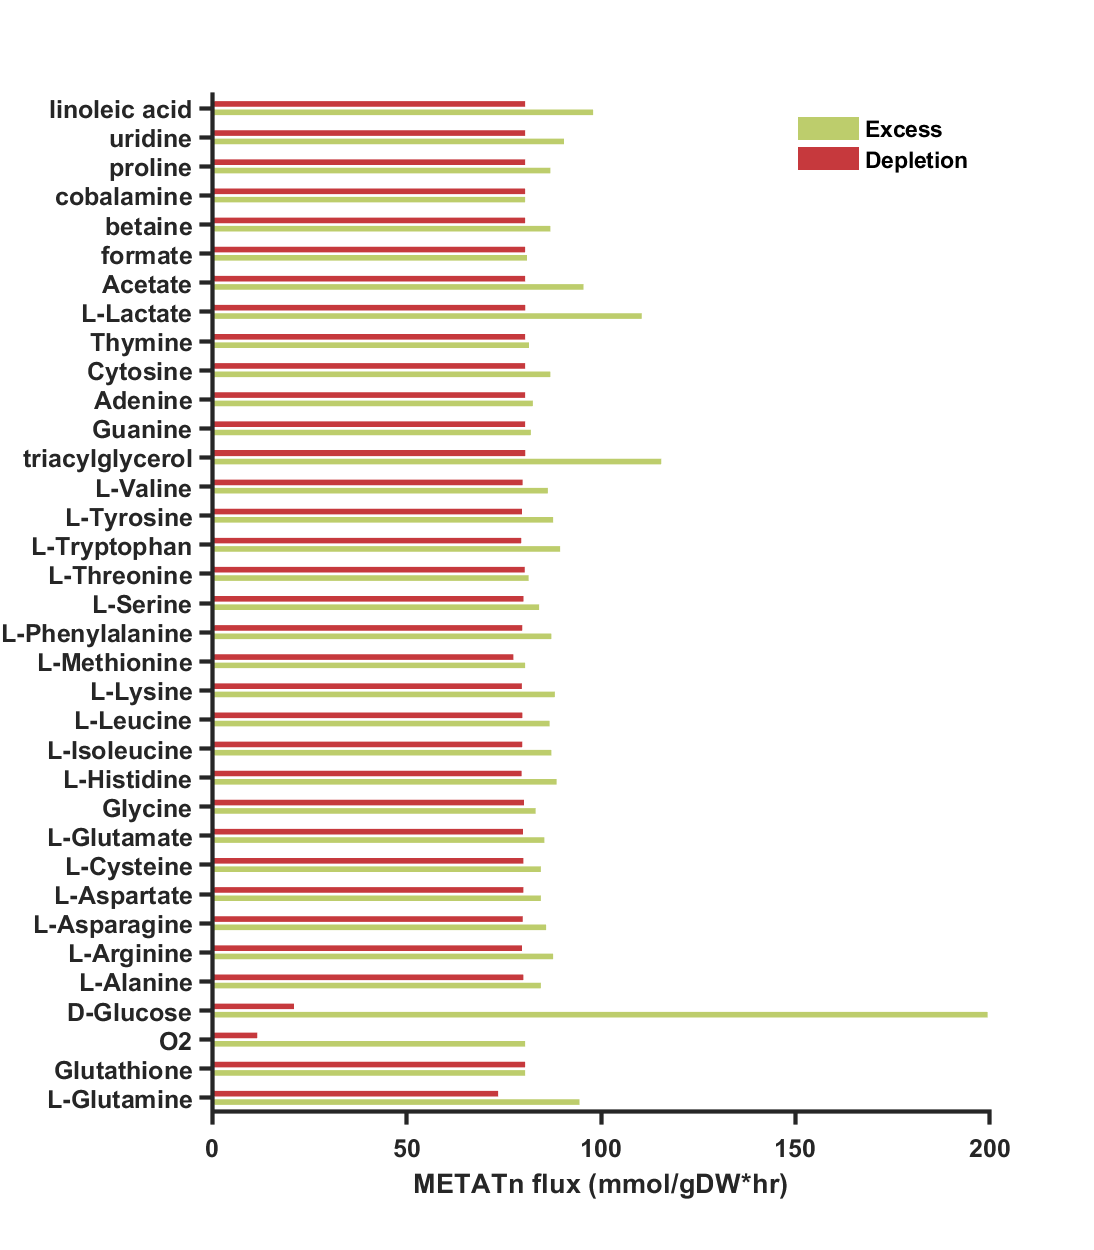 linoleic acid
uridine
proline
cobalamine
betaine
formate
Acetate
L-Lactate
Thymine
Cytosine
Adenine
Guanine
triacylglycerol
L-Valine
L-Tyrosine
L-Tryptophan
L-Threonine
L-Serine
L-Phenylalanine
L-Methionine
L-Lysine
L-Leucine
L-Isoleucine
L-Histidine
Glycine
L-Glutamate
L-Cysteine
L-Aspartate
L-Asparagine
L-Arginine
L-Alanine
D-Glucose
O2
Glutathione
L-Glutamine
Excess
Depletion
0 50 100 150 200
METATn flux (mmol/gDW*hr)